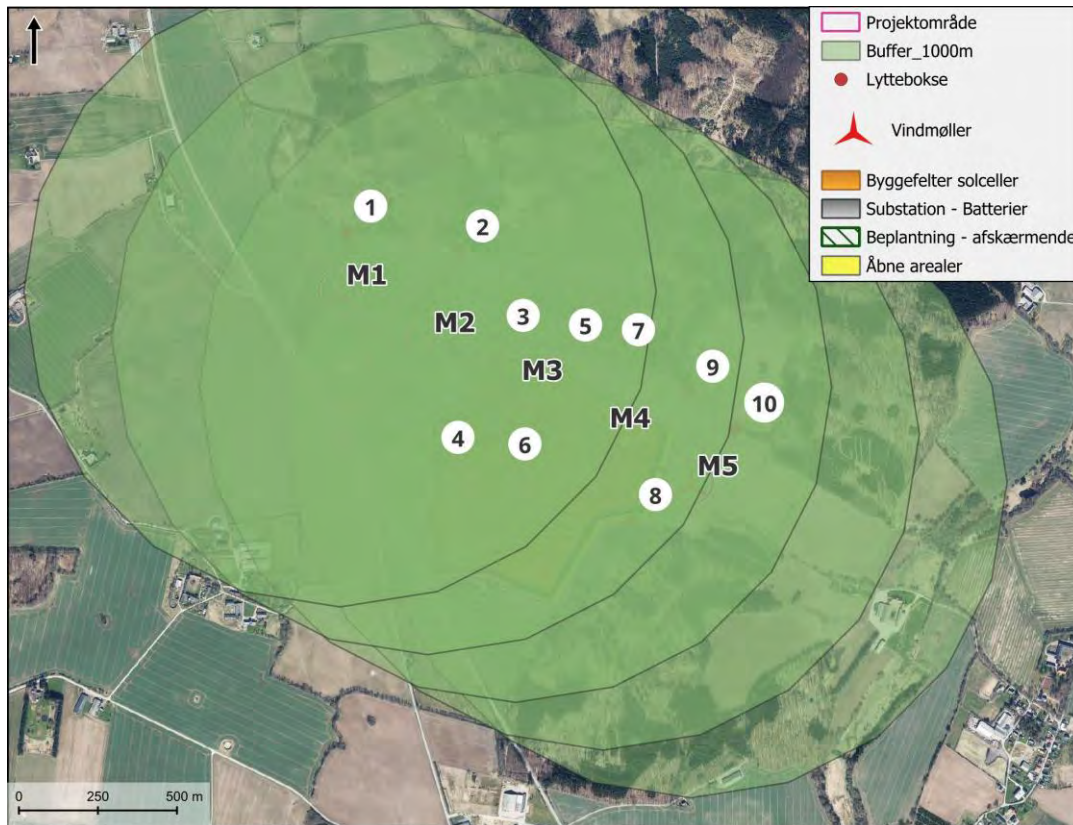 Projektområde
Buffer_1000m
Lyttebokse
Vindmøller
Byggefelter solceller
Substation - Batterier
Beplantning - afskærmende
Åbne arealer
1
2
M1
M2
3
5
7
M3
9
10
M4
4
6
M5
8
0 250 500 m